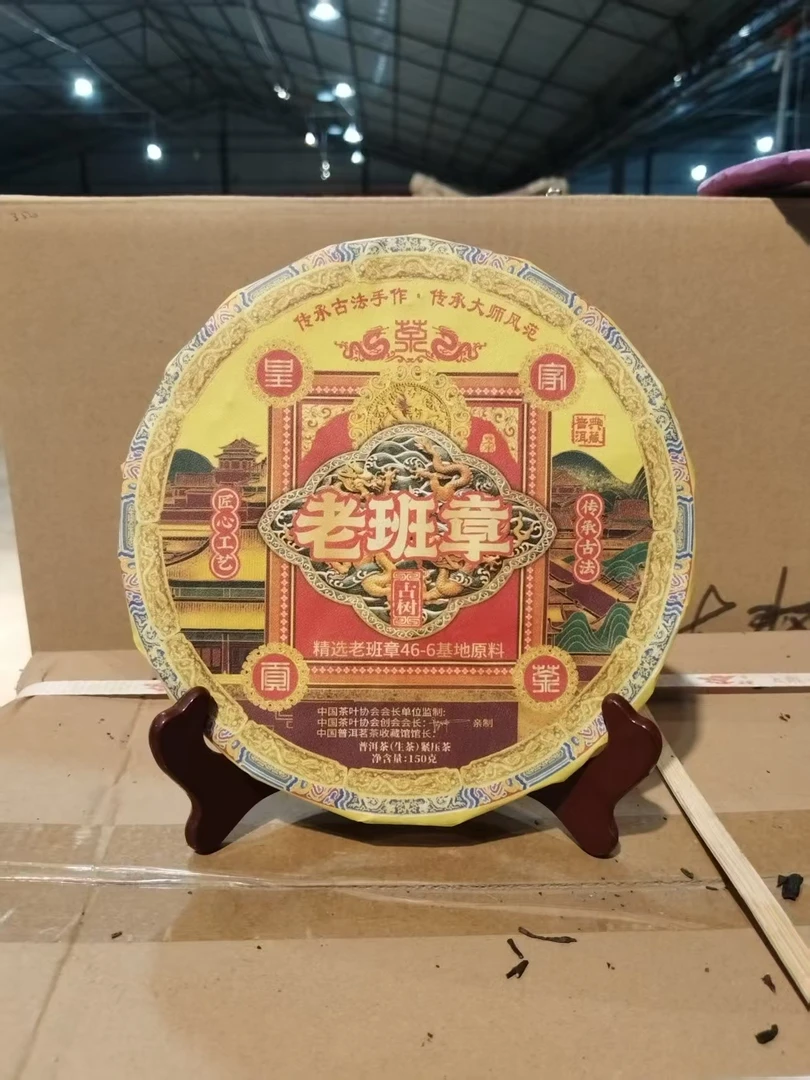 传承古法手作·传承大师风范
茶
皇家
普洱典藏
老班章
匠心工艺
传承古法
古树
精选老班章46-6基地原料
贡茶
中国茶叶协会会长单位监制:
中国茶叶协会创会会长: 亲制
中国普洱茗茶收藏馆馆长:
普洱茶(生茶)紧压茶
净含量:150克